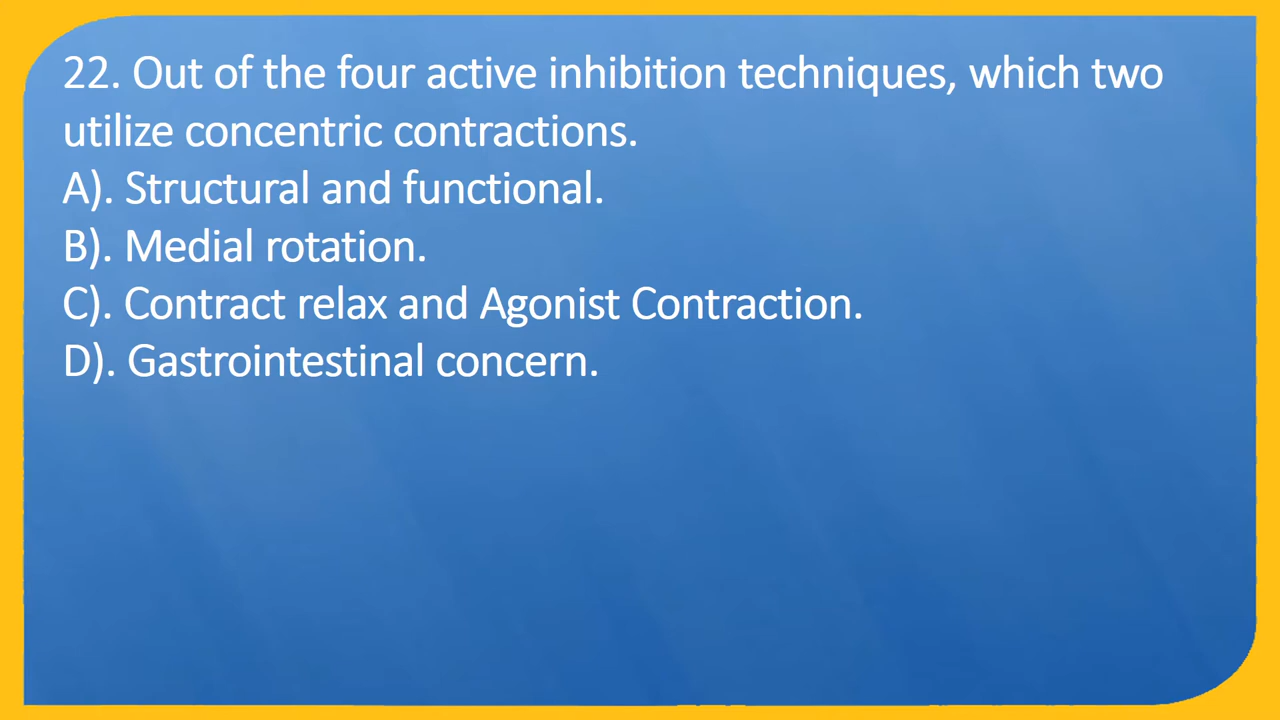 22. Out of the four active inhibition techniques, which two
utilize concentric contractions.
A). Structural and functional.
B). Medial rotation.
C). Contract relax and Agonist Contraction.
D). Gastrointestinal concern.